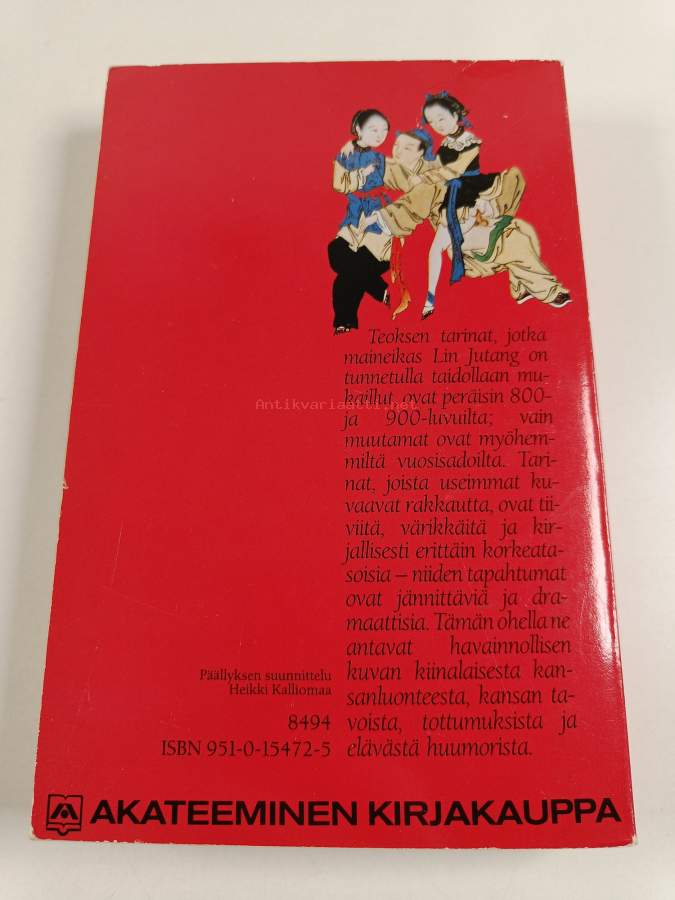 Teoksen tarinat, jotka
maineikas Lin Jutang on
tunnetulla taidollaan mu-
kaillut, ovat peräisin 800-
Antikvariaatti.net
ja 900-luvuilta; vain
muutamat ovat myöhem-
miltä vuosisadoilta. Tari-
nat, joista useimmat ku-
vaavat rakkautta, ovat tii-
viitä, värikkäitä ja kir-
jallisesti erittäin korkeata-
soisia – niiden tapahtumat
ovat jännittäviä ja dra-
maattisia. Tämän ohella ne
antavat havainnollisen
kuvan kiinalaisesta kan-
sanluonteesta, kansan ta-
voista, tottumuksista ja
elävästä huumorista.
Päällyksen suunnittelu
Heikki Kalliomaa
8494
ISBN 951-0-15472-5
AKATEEMINEN KIRJAKAUPPA